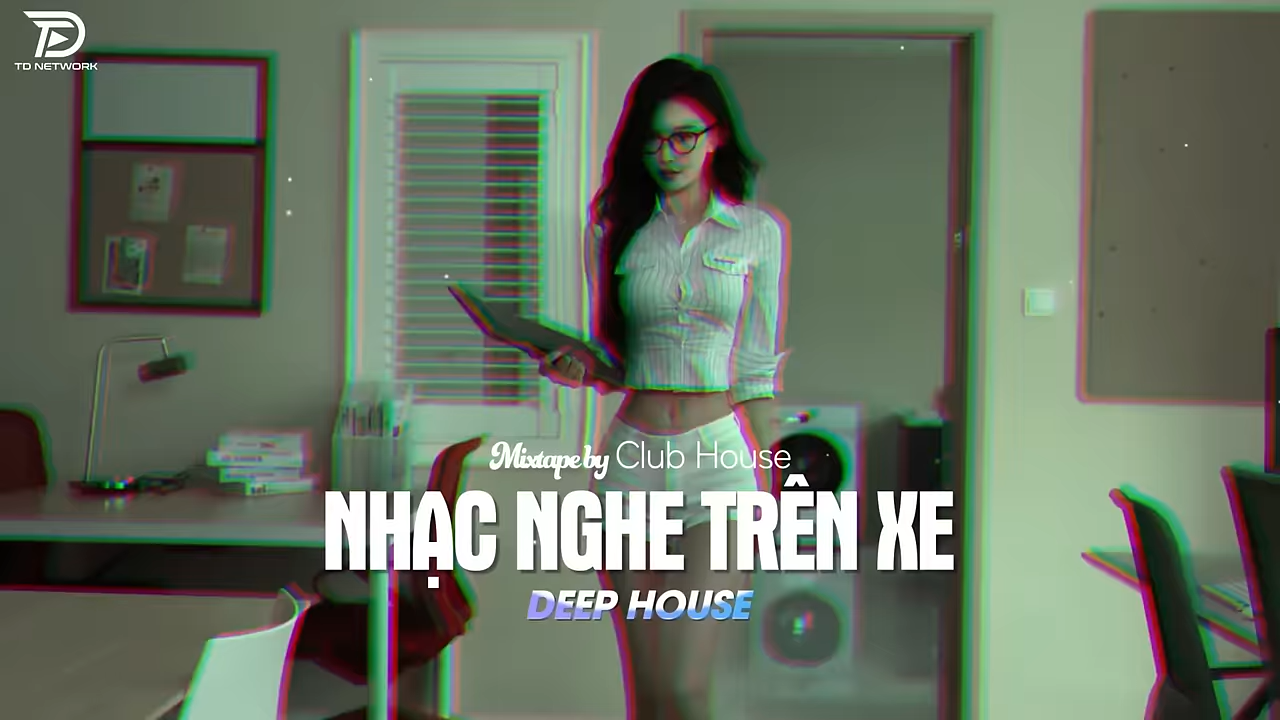 TD NETWORK
Mixtape by Club House
NHẠC NGHE TRÊN XE
DEEP HOUSE